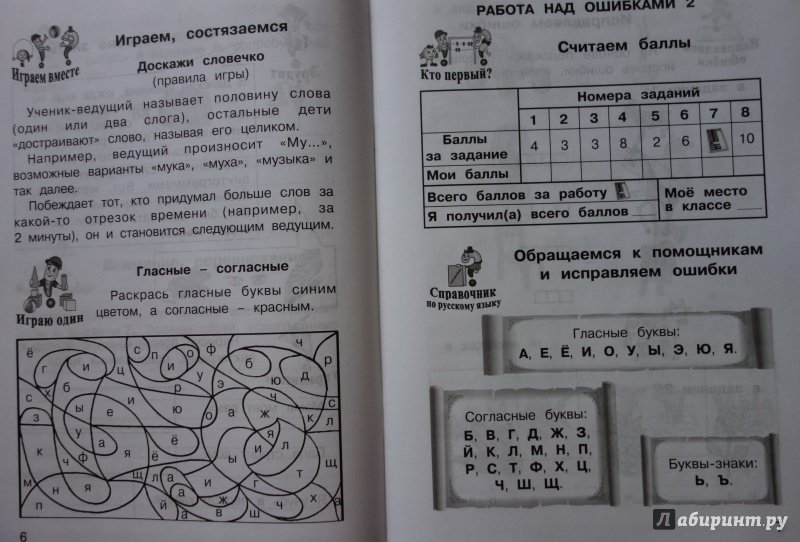 Играем вместе
Играем, состязаемся
Доскажи словечко
(правила игры)
Ученик-ведущий называет половину слова
(один или два слога), остальные дети
«достраивают» слово, называя его целиком.
Например, ведущий произносит «Му...»,
возможные варианты «мука», «муха», «музыка» и
так далее.
Побеждает тот, кто придумал больше слов за
какой-то отрезок времени (например, за
2 минуты), он и становится следующим ведущим.
Играю один
Гласные – согласные
Раскрась гласные буквы синим
цветом, а согласные – красным.
6
РАБОТА НАД ОШИБКАМИ 2
Кто первый?
Считаем баллы
Номера заданий
1 2 3 4 5 6 7 8
Баллы
за задание
4 3 3 8 2 6 10
Мои баллы
Всего баллов за работу
Я получил(а) всего баллов
Моё место
в классе
Справочник
по русскому языку
Обращаемся к помощникам
и исправляем ошибки
Гласные буквы:
А, Е, Ё, И, О, У, Ы, Э, Ю, Я.
Согласные буквы:
Б, В, Г, Д, Ж, З,
Й, К, Л, М, Н, П,
Р, С, Т, Ф, Х, Ц,
Ч, Ш, Щ.
Буквы-знаки:
Ь, Ъ.
Лабиринт.ру